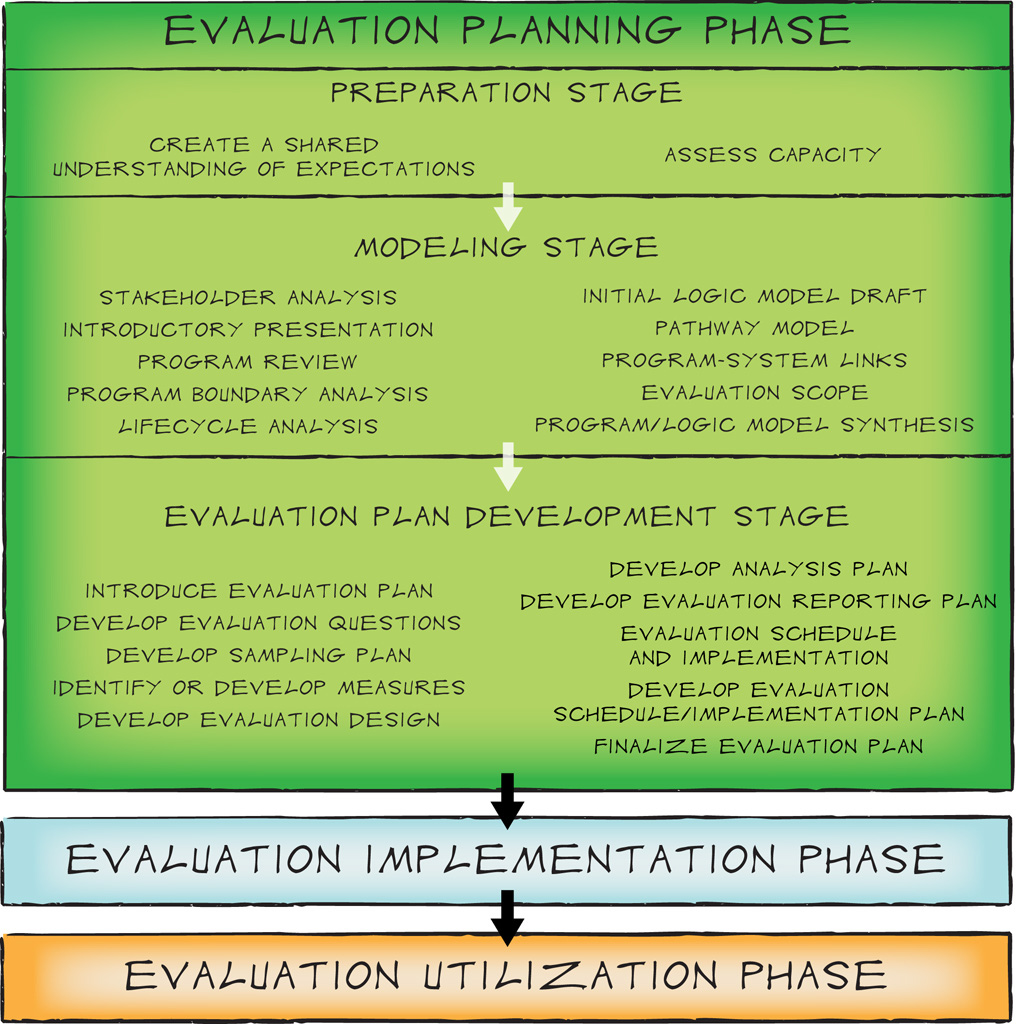 EVALUATION PLANNING PHASE
PREPARATION STAGE
CREATE A SHARED
UNDERSTANDING OF EXPECTATIONS
ASSESS CAPACITY
MODELING STAGE
STAKEHOLDER ANALYSIS
INTRODUCTORY PRESENTATION
PROGRAM REVIEW
PROGRAM BOUNDARY ANALYSIS
LIFECYCLE ANALYSIS
INITIAL LOGIC MODEL DRAFT
PATHWAY MODEL
PROGRAM-SYSTEM LINKS
EVALUATION SCOPE
PROGRAM/LOGIC MODEL SYNTHESIS
EVALUATION PLAN DEVELOPMENT STAGE
INTRODUCE EVALUATION PLAN
DEVELOP EVALUATION QUESTIONS
DEVELOP SAMPLING PLAN
IDENTIFY OR DEVELOP MEASURES
DEVELOP EVALUATION DESIGN
DEVELOP ANALYSIS PLAN
DEVELOP EVALUATION REPORTING PLAN
EVALUATION SCHEDULE
AND IMPLEMENTATION
DEVELOP EVALUATION
SCHEDULE/IMPLEMENTATION PLAN
FINALIZE EVALUATION PLAN
EVALUATION IMPLEMENTATION PHASE
EVALUATION UTILIZATION PHASE